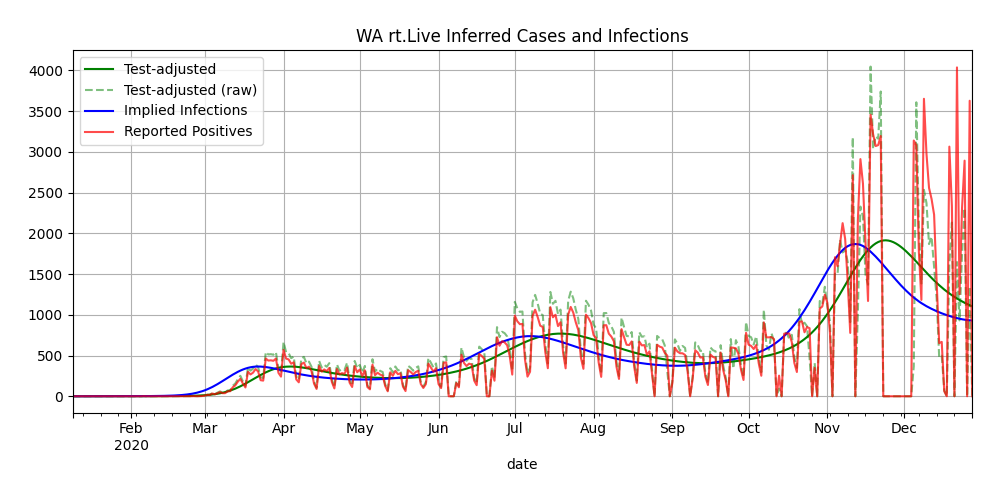 WA rt.Live Inferred Cases and Infections
Test-adjusted
Test-adjusted (raw)
Implied Infections
Reported Positives
4000
3500
3000
2500
2000
1500
1000
500
0
Feb Mar Apr May Jun Jul Aug Sep Oct Nov Dec
2020
date